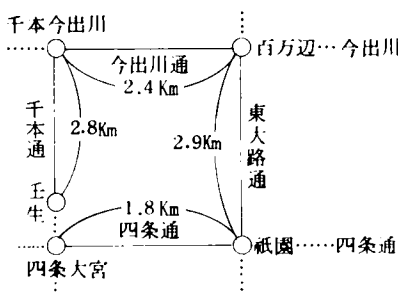 千本今出川
百万辺…今出川
今出川通
2.4Km
千本通
2.8Km
2.9Km
東大路通
壬生
1.8Km
四条通
祇園……四条通
四条大宮